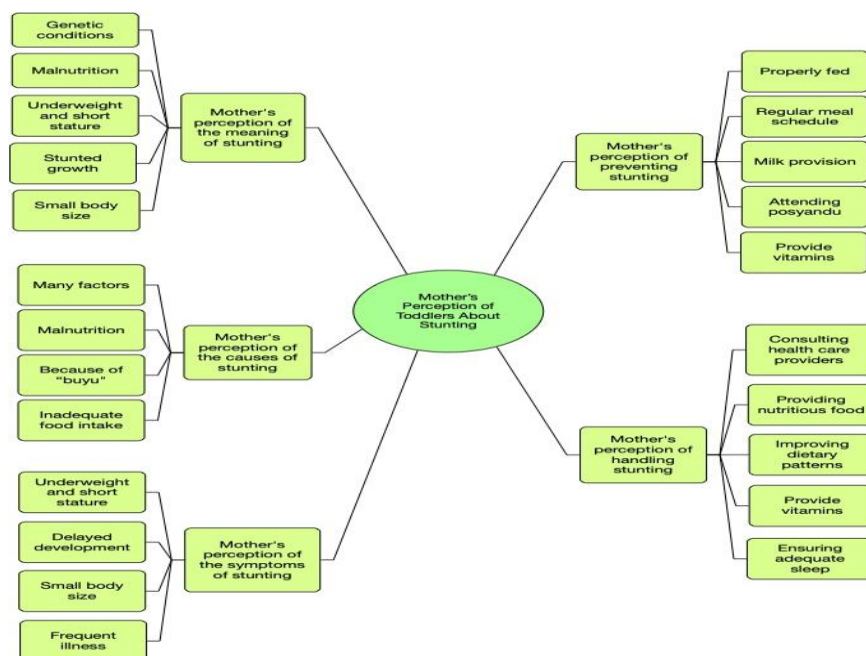 Mother's
Perception of
Toddlers About
Stunting
Mother's
perception of
the meaning
of stunting
Genetic
conditions
Malnutrition
Underweight
and short
stature
Stunted
growth
Small body
size
Mother's
perception of
the causes of
stunting
Many factors
Malnutrition
Because of
"buyu"
Inadequate
food intake
Mother's
perception of
the symptoms
of stunting
Underweight
and short
stature
Delayed
development
Small body
size
Frequent
illness
Mother's
perception of
preventing
stunting
Properly fed
Regular meal
schedule
Milk provision
Attending
posyandu
Provide
vitamins
Mother's
perception of
handling
stunting
Consulting
health care
providers
Providing
nutritious food
Improving
dietary
patterns
Provide
vitamins
Ensuring
adequate
sleep